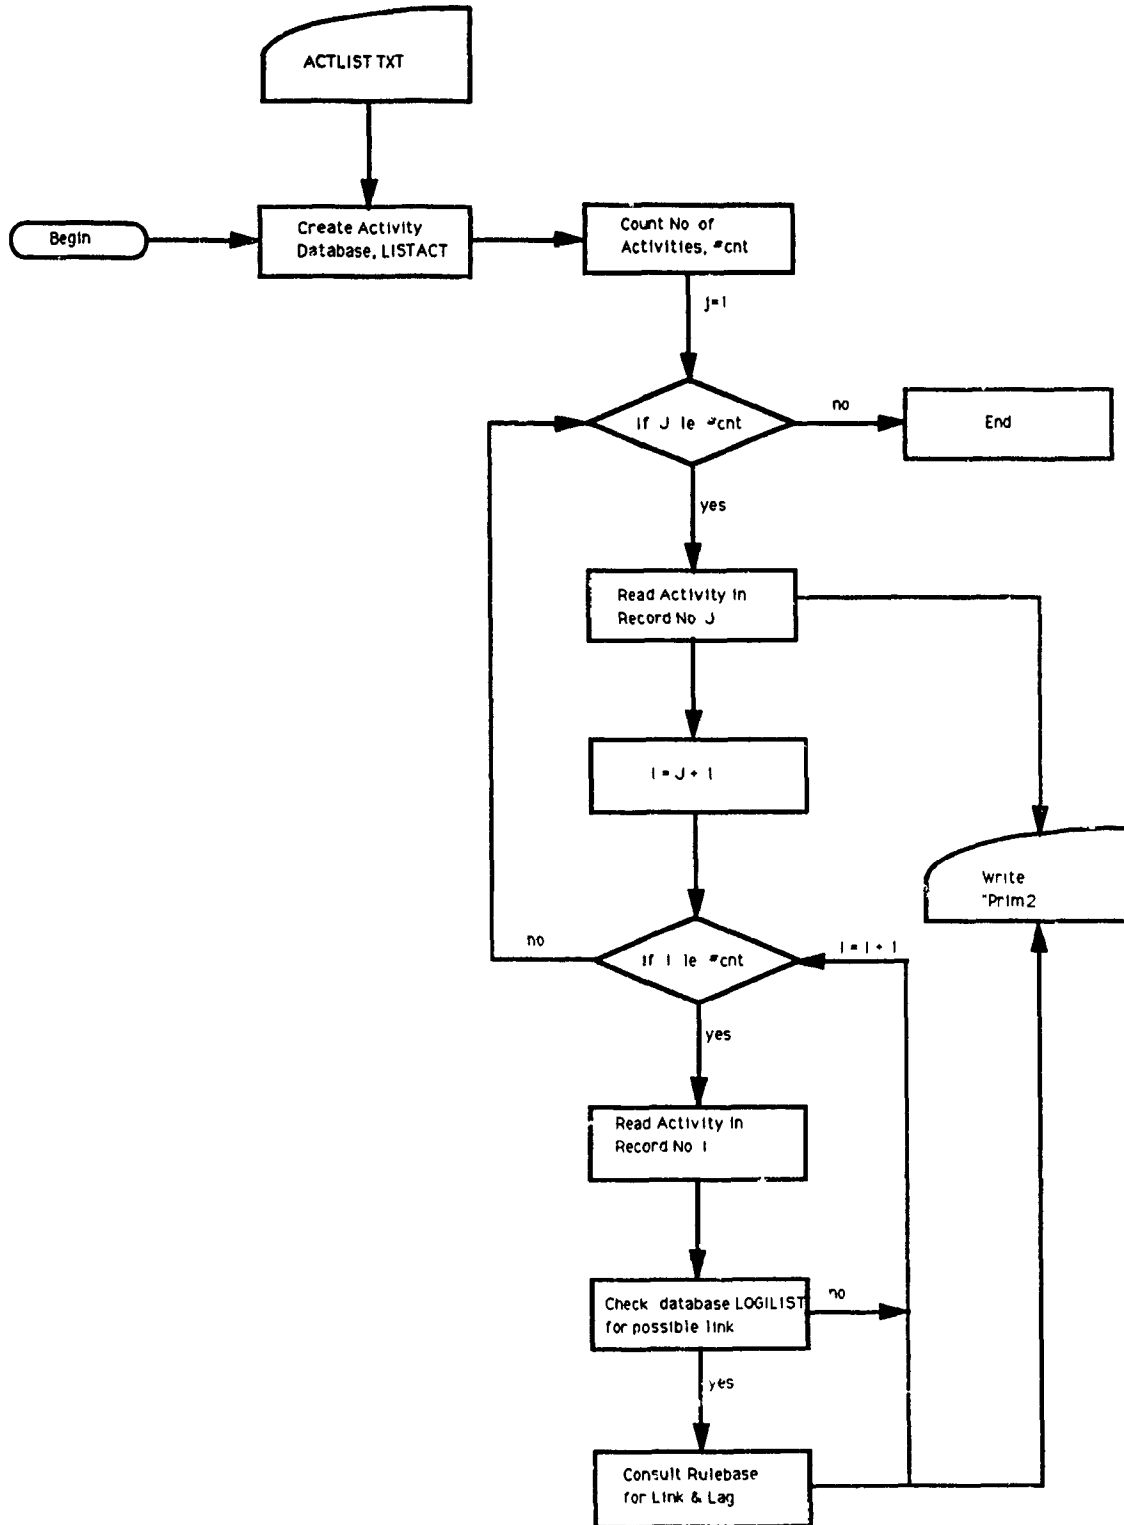 ACTLIST TXT
Begin
Create Activity
Database, LISTACT
Count No of
Activities, #cnt
j=1
If J le #cnt
no
End
yes
Read Activity in
Record No J
I = J + 1
Write
"Prim2
no
If I le #cnt
I = I + 1
yes
Read Activity in
Record No I
Check database LOGILIST
for possible link
no
yes
Consult Rulebase
for Link & Lag